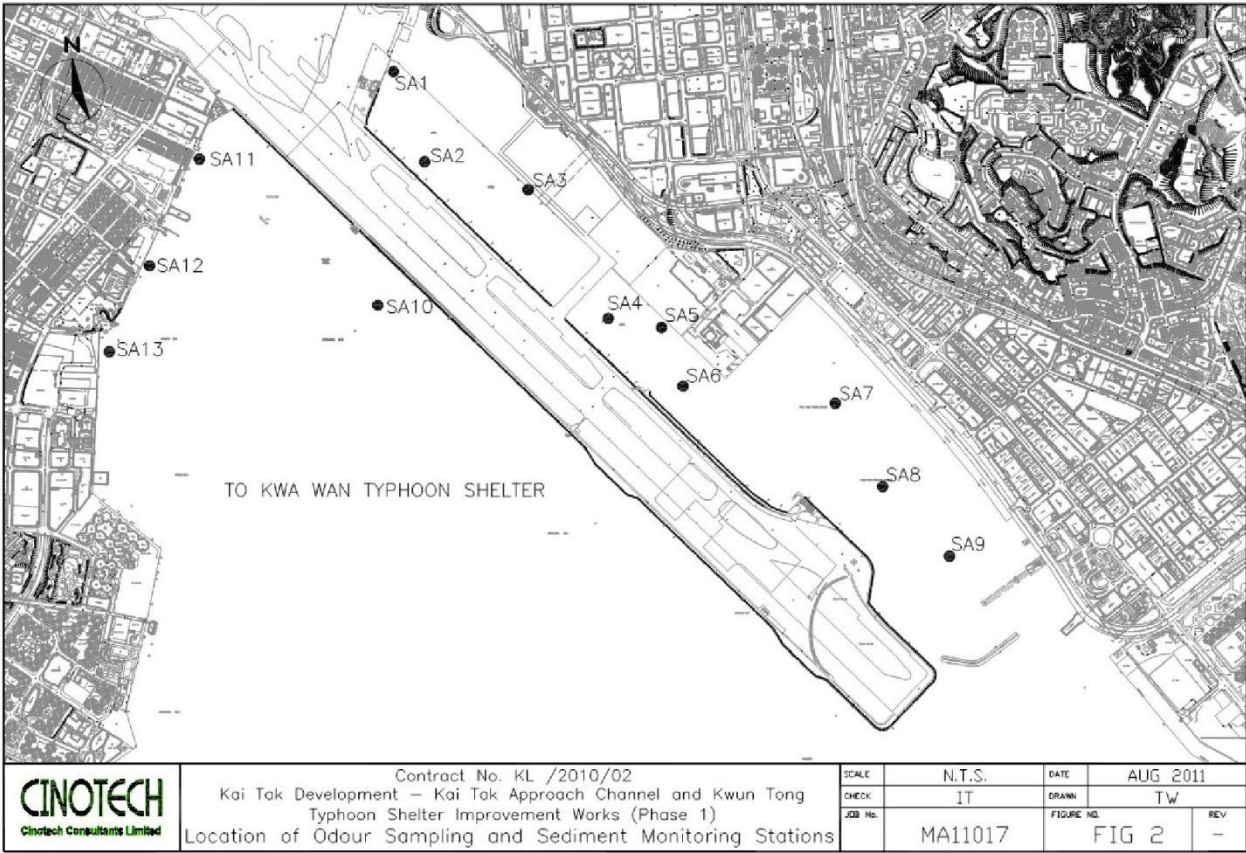 N
SA1
SA2
SA11
SA3
SA12
SA10
SA4
SA5
SA13
SA6
SA7
TO KWA WAN TYPHOON SHELTER
SA8
SA9
CINOTECH
Cinotech Consultants Limited
Contract No. KL /2010/02
Kai Tak Development – Kai Tak Approach Channel and Kwun Tong
Typhoon Shelter Improvement Works (Phase 1)
Location of Odour Sampling and Sediment Monitoring Stations
SCALE N.T.S. DATE AUG 2011
CHECK IT DRAWN TW
JOB No. MA11017 FIGURE NO. FIG 2 REV –